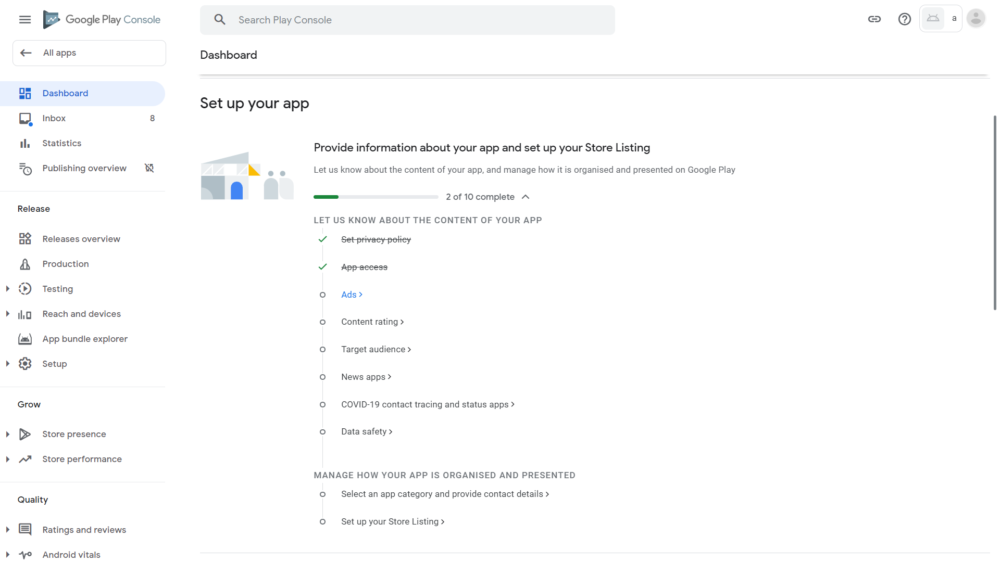 Google Play Console
Search Play Console
a
All apps
Dashboard
Dashboard
Inbox 8
Statistics
Publishing overview
Release
Releases overview
Production
Testing
Reach and devices
App bundle explorer
Setup
Grow
Store presence
Store performance
Quality
Ratings and reviews
Android vitals
Set up your app
Provide information about your app and set up your Store Listing
Let us know about the content of your app, and manage how it is organised and presented on Google Play
2 of 10 complete
LET US KNOW ABOUT THE CONTENT OF YOUR APP
Set privacy policy
App access
Ads
Content rating
Target audience
News apps
COVID-19 contact tracing and status apps
Data safety
MANAGE HOW YOUR APP IS ORGANISED AND PRESENTED
Select an app category and provide contact details
Set up your Store Listing